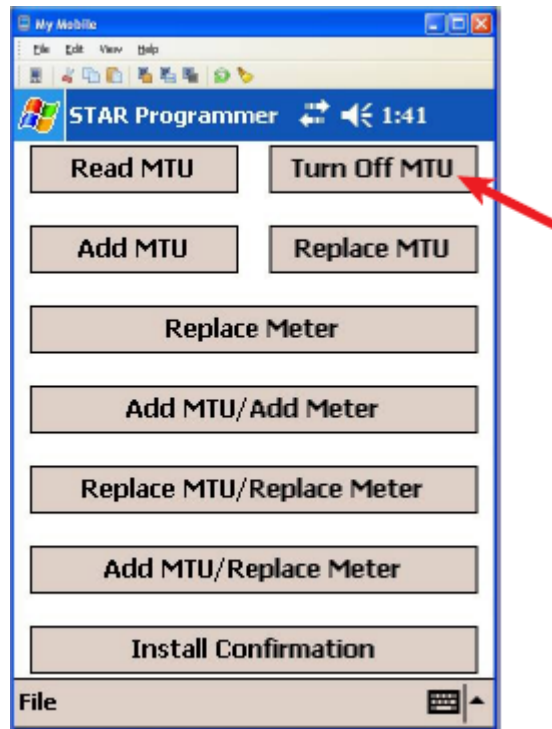 My Mobile
File Edit View Help
STAR Programmer 1:41
Read MTU Turn Off MTU
Add MTU Replace MTU
Replace Meter
Add MTU/Add Meter
Replace MTU/Replace Meter
Add MTU/Replace Meter
Install Confirmation
File